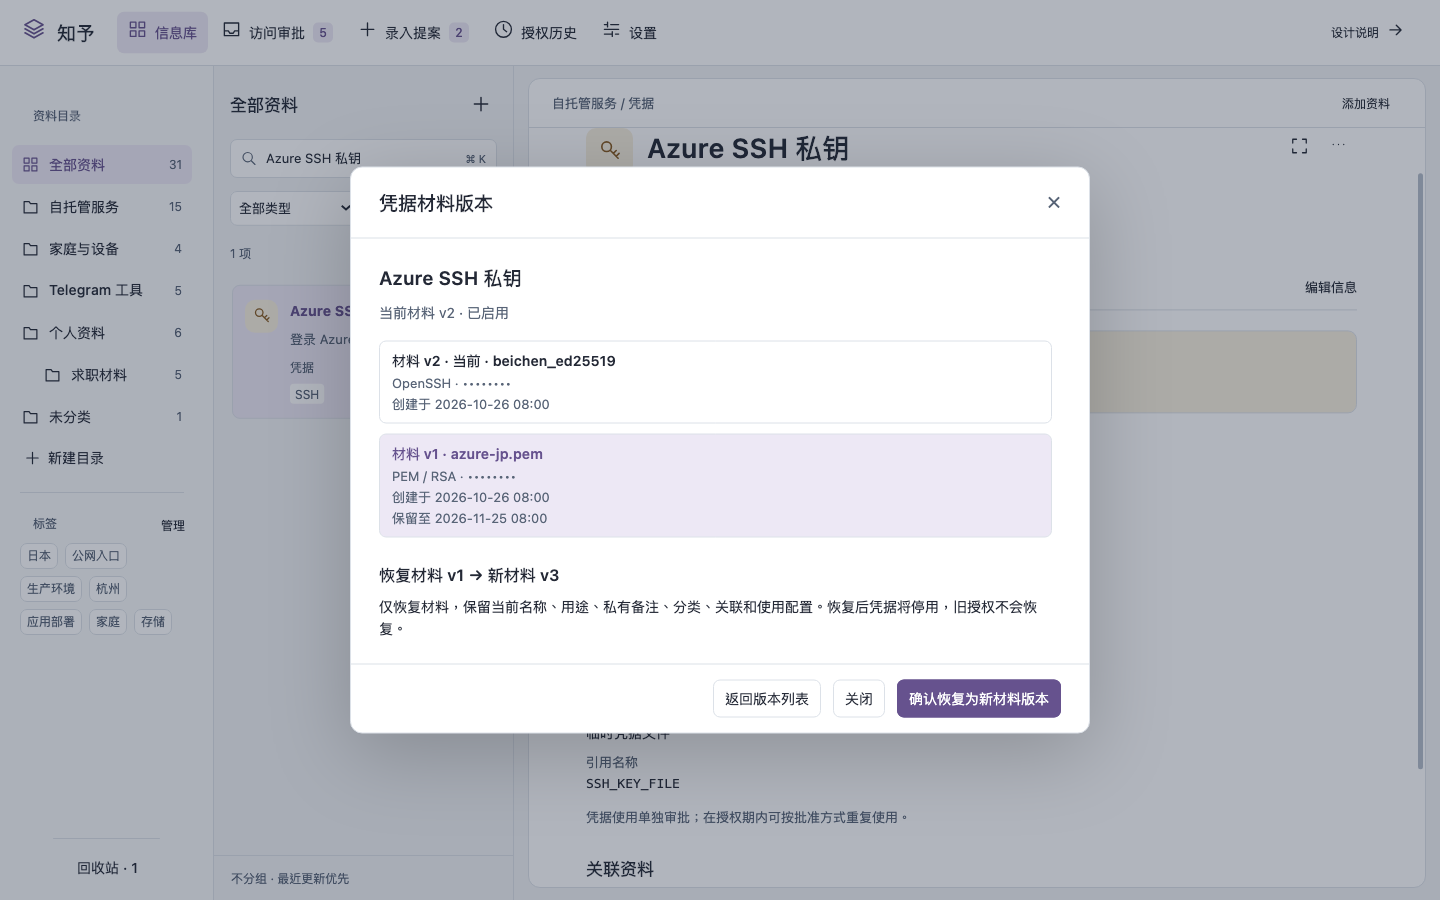 知予
信息库
访问审批 5
录入提案 2
授权历史
设置
设计说明
资料目录
全部资料 31
自托管服务 15
家庭与设备 4
Telegram 工具 5
个人资料 6
求职材料 5
未分类 1
新建目录
标签 管理
日本 公网入口
生产环境 杭州
应用部署 家庭 存储
回收站 · 1
全部资料
Azure SSH 私钥 ⌘ K
全部类型
1 项
Azure SS
登录 Azure
凭据
SSH
不分组 · 最近更新优先
自托管服务 / 凭据
添加资料
Azure SSH 私钥
编辑信息
凭据材料版本
Azure SSH 私钥
当前材料 v2 · 已启用
材料 v2 · 当前 · beichen_ed25519
OpenSSH · ••••••••
创建于 2026-10-26 08:00
材料 v1 · azure-jp.pem
PEM / RSA · ••••••••
创建于 2026-10-26 08:00
保留至 2026-11-25 08:00
恢复材料 v1 → 新材料 v3
仅恢复材料，保留当前名称、用途、私有备注、分类、关联和使用配置。恢复后凭据将停用，旧授权不会恢
复。
返回版本列表
关闭
确认恢复为新材料版本
临时凭据文件
引用名称
SSH_KEY_FILE
凭据使用单独审批；在授权期内可按批准方式重复使用。
关联资料